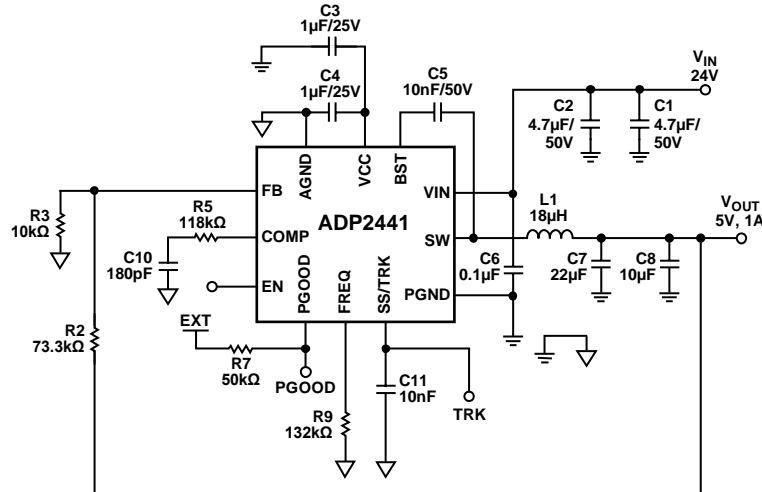 C3
1µF/25V
C4
1µF/25V
C5
10nF/50V
VIN
24V
C2
4.7µF/
50V
C1
4.7µF/
50V
AGND
VCC
BST
FB
VIN
ADP2441
R3
10kΩ
R5
118kΩ
COMP
SW
L1
18µH
VOUT
5V, 1A
C10
180pF
C6
0.1µF
C7
22µF
C8
10µF
EN
PGOOD
FREQ
SS/TRK
PGND
EXT
R2
73.3kΩ
R7
50kΩ
PGOOD
C11
10nF
TRK
R9
132kΩ